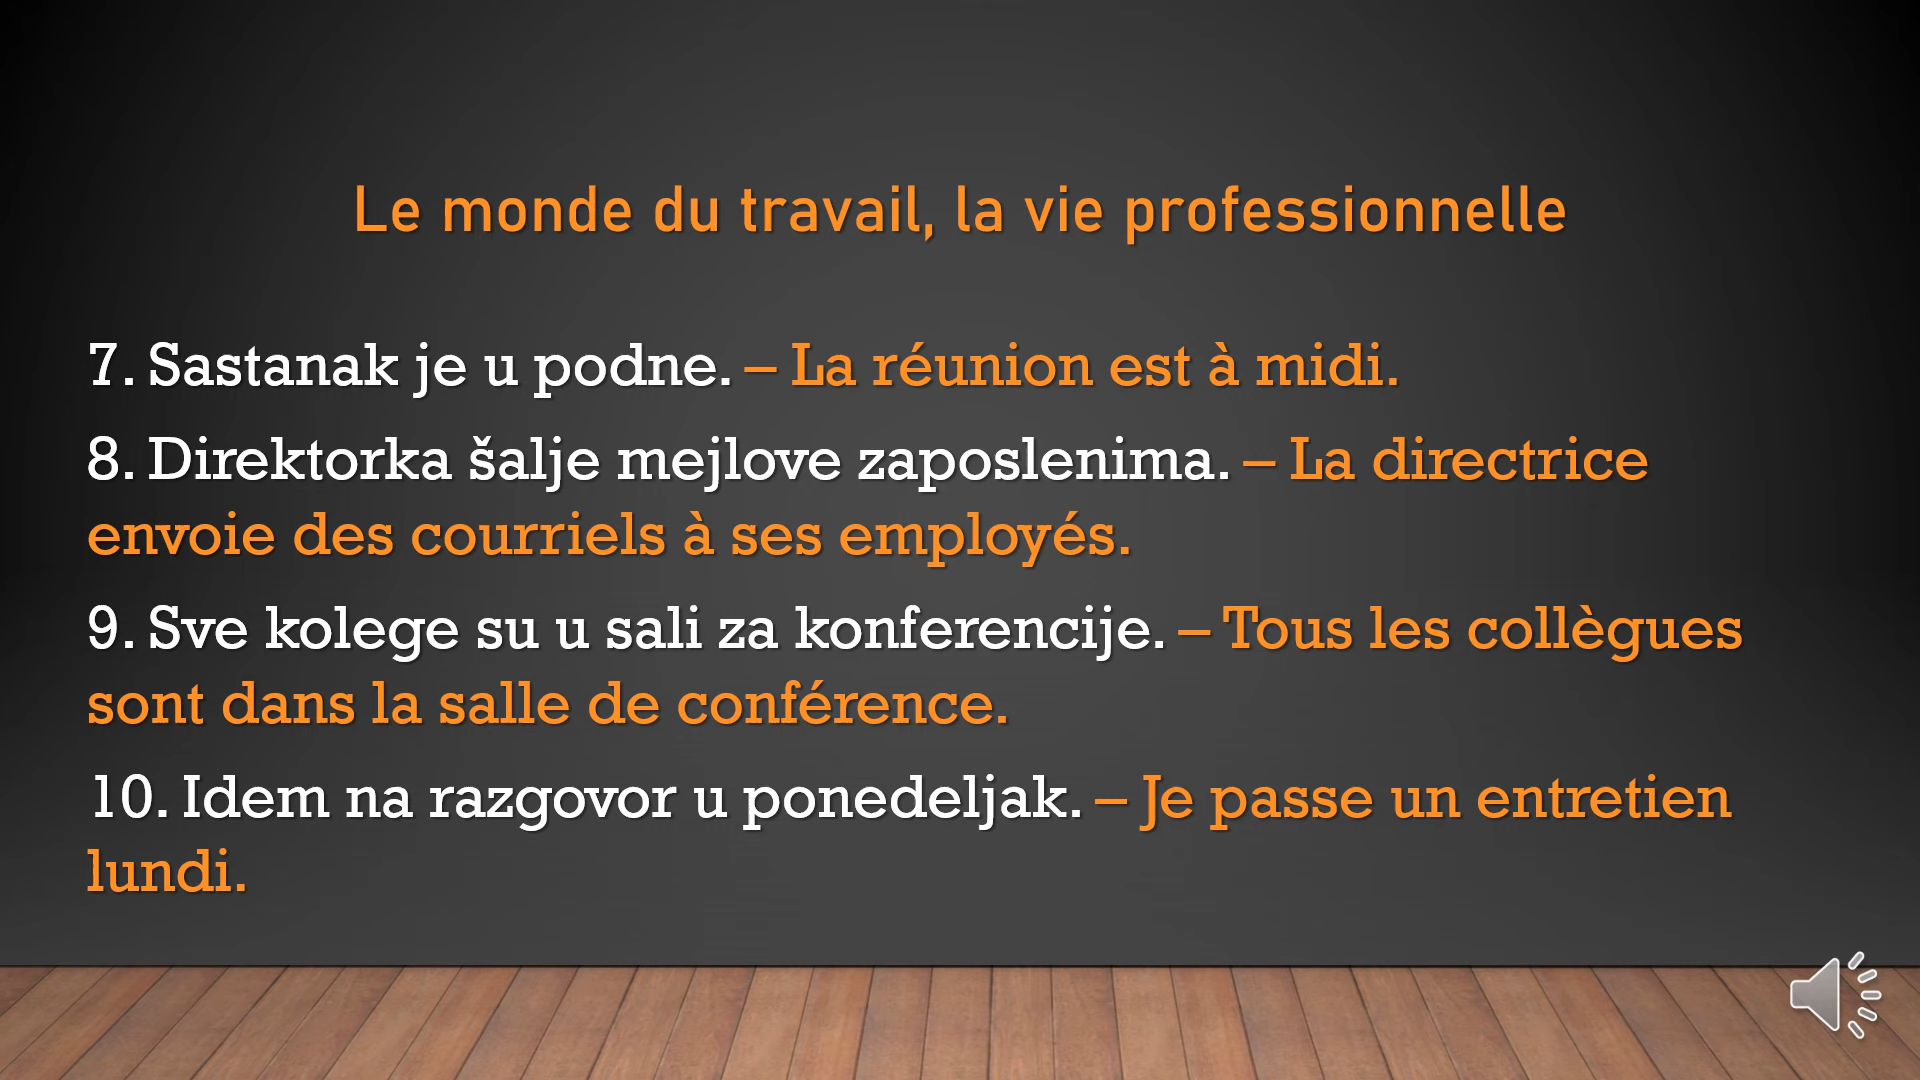 Le monde du travail, la vie professionnelle
7. Sastanak je u podne. – La réunion est à midi.
8. Direktorka šalje mejlove zaposlenima. – La directrice
envoie des courriels à ses employés.
9. Sve kolege su u sali za konferencije. – Tous les collègues
sont dans la salle de conférence.
10. Idem na razgovor u ponedeljak. – Je passe un entretien
lundi.